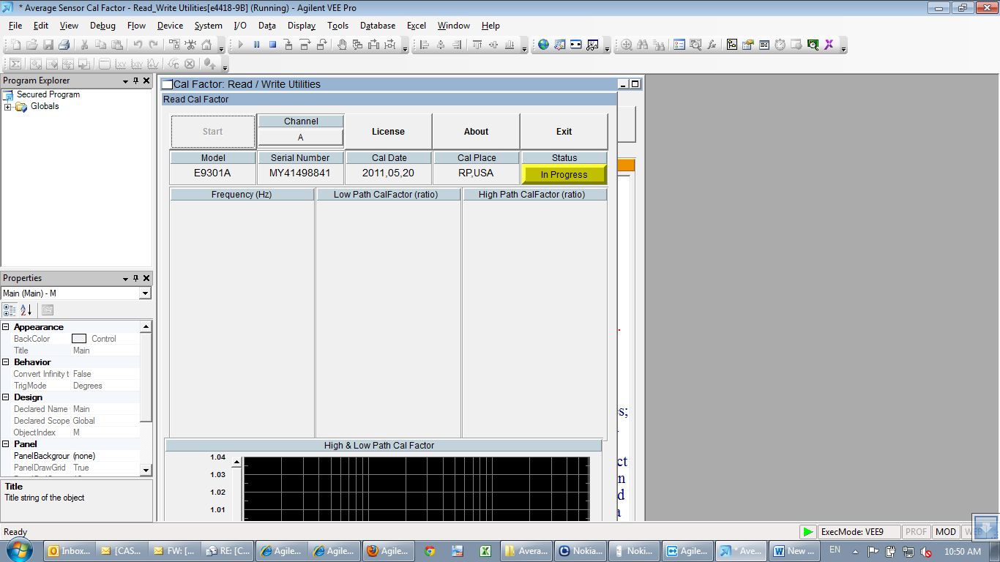 * Average Sensor Cal Factor - Read_Write Utilities[e4418-9B] (Running) - Agilent VEE Pro
File Edit View Debug Flow Device System I/O Data Display Tools Database Excel Window Help
Program Explorer
Secured Program
Globals
Cal Factor: Read / Write Utilities
Read Cal Factor
Start
Channel
A
License
About
Exit
Model
E9301A
Serial Number
MY41498841
Cal Date
2011,05,20
Cal Place
RP,USA
Status
In Progress
Frequency (Hz)
Low Path CalFactor (ratio)
High Path CalFactor (ratio)
High & Low Path Cal Factor
1.04
1.03
1.02
1.01
s;
ct
n
d
a
Properties
Main (Main) - M
Appearance
BackColor Control
Title Main
Behavior
Convert Infinity t False
TrigMode Degrees
Design
Declared Name Main
Declared Scope Global
ObjectIndex M
Panel
PanelBackgrour (none)
PanelDrawGrid True
Title
Title string of the object
Ready
ExecMode: VEE9 PROF MOD WEB
Inbox... [CAS... FW: [... RE: [C... Agile... Agile... Agile... Avera... Nokia... Noki... Agile... * Ave... New ... EN 10:50 AM